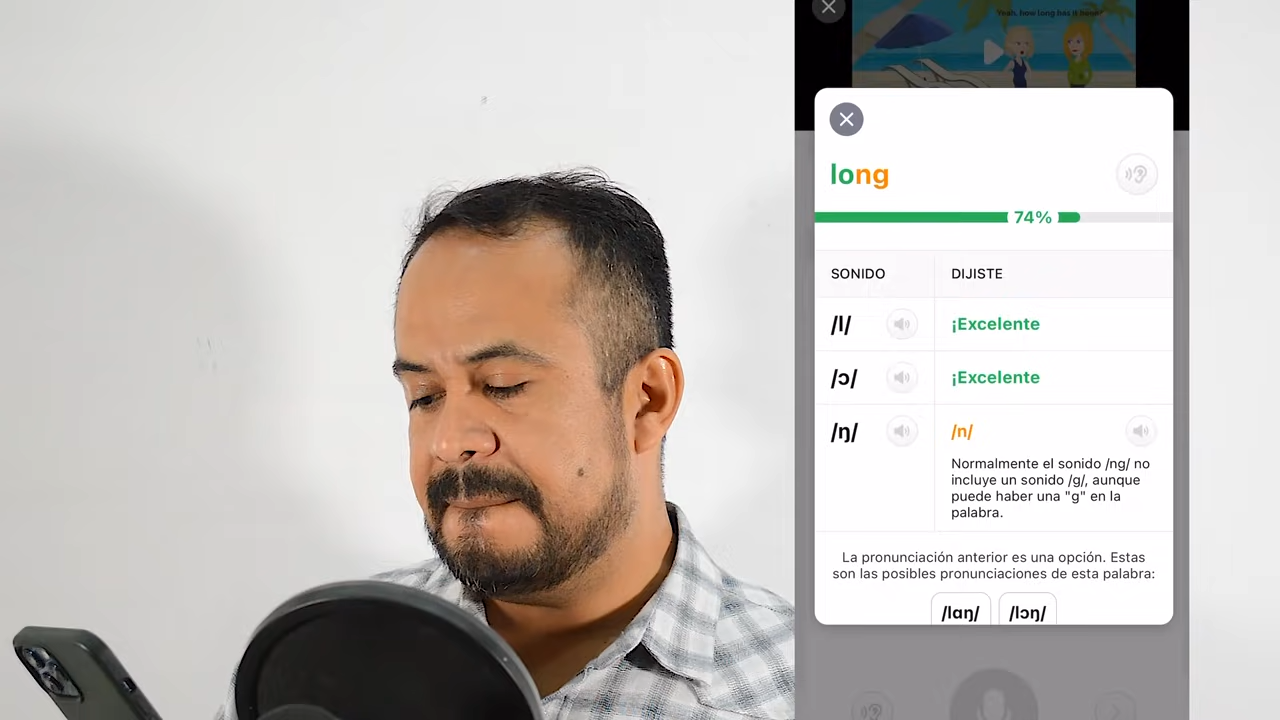 Yeah, how long has it been?
long
74%
SONIDO DIJISTE
/l/ ¡Excelente
/ɔ/ ¡Excelente
/ŋ/ /n/
Normalmente el sonido /ng/ no
incluye un sonido /g/, aunque
puede haber una "g" en la
palabra.
La pronunciación anterior es una opción. Estas
son las posibles pronunciaciones de esta palabra:
/lɑŋ/ /lɔŋ/